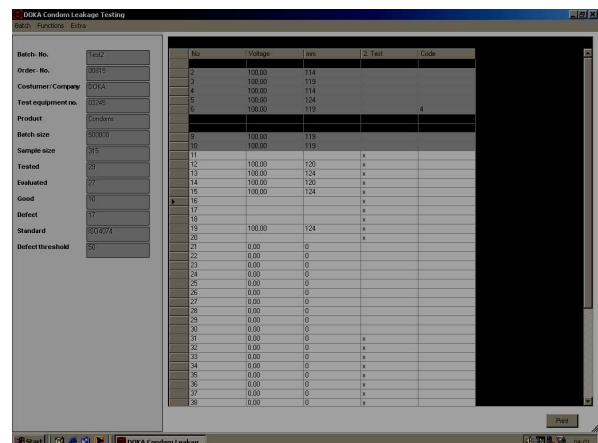 DOKA Condom Leakage Testing
Batch Functions Extra
Batch- No. Test2
Order- No. 00815
Costumer/Company DOKA
Test equipment no. 03245
Product Condoms
Batch size 500000
Sample size 315
Tested 29
Evaluated 27
Good 10
Defect 17
Standard ISO4074
Defect threshold 50
No Voltage mm 2. Test Code
2 100,00 114
3 100,00 119
4 100,00 114
5 100,00 124
6 100,00 119 4
9 100,00 119
10 100,00 119
11 x
12 100,00 120 x
13 100,00 124 x
14 100,00 120 x
15 100,00 124 x
16 x
17 x
18 x
19 100,00 124 x
20 x
21 0,00 0
22 0,00 0
23 0,00 0
24 0,00 0
25 0,00 0
26 0,00 0
27 0,00 0
28 0,00 0
29 0,00 0
30 0,00 0
31 0,00 0 x
32 0,00 0 x
33 0,00 0 x
34 0,00 0 x
35 0,00 0 x
36 0,00 0 x
37 0,00 0 x
38 0,00 0 x
Print
Start DOKA Condom Leakag